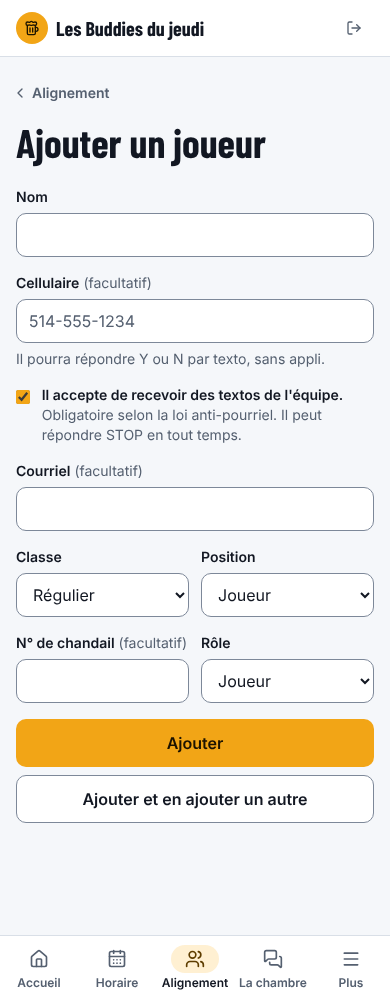 Les Buddies du jeudi
Alignement
Ajouter un joueur
Nom
Cellulaire (facultatif)
514-555-1234
Il pourra répondre Y ou N par texto, sans appli.
Il accepte de recevoir des textos de l'équipe.
Obligatoire selon la loi anti-pourriel. Il peut
répondre STOP en tout temps.
Courriel (facultatif)
Classe Position
Régulier Joueur
N° de chandail (facultatif) Rôle
Joueur
Ajouter
Ajouter et en ajouter un autre
Accueil Horaire Alignement La chambre Plus